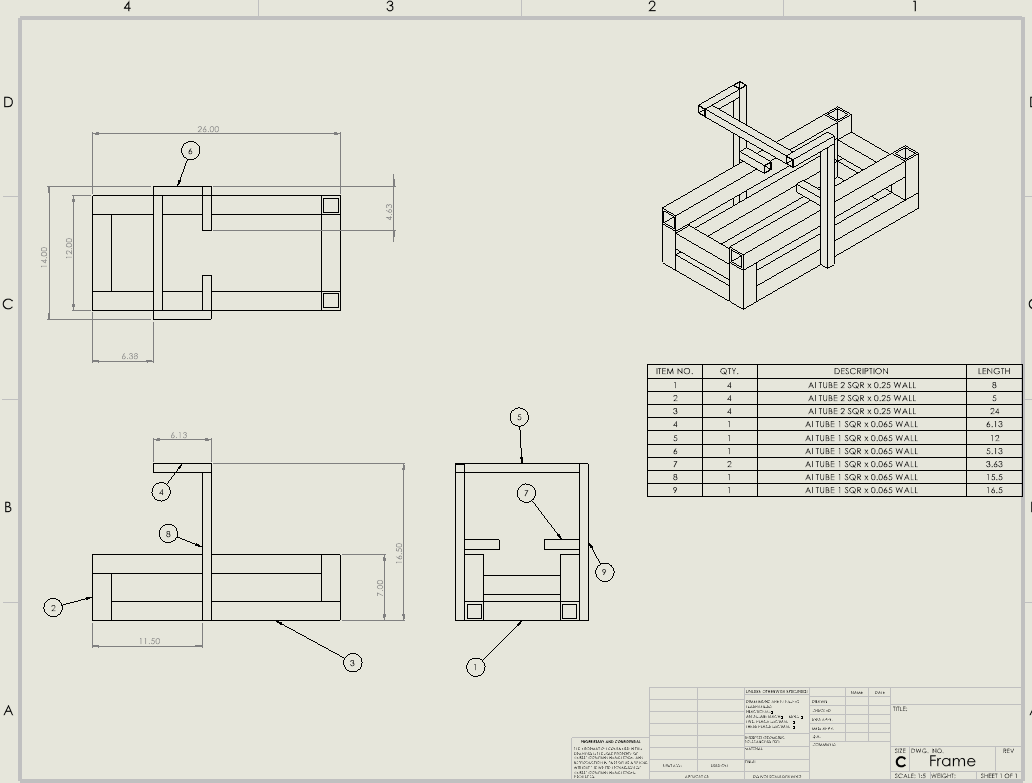 4 3 2 1
D
26.00
6
4.63
14.00
12.00
C
C
6.38
ITEM NO. QTY. DESCRIPTION LENGTH
1 4 Al TUBE 2 SQR x 0.25 WALL 8
2 4 Al TUBE 2 SQR x 0.25 WALL 5
3 4 Al TUBE 2 SQR x 0.25 WALL 24
4 1 Al TUBE 1 SQR x 0.065 WALL 6.13
5 1 Al TUBE 1 SQR x 0.065 WALL 12
6 1 Al TUBE 1 SQR x 0.065 WALL 5.13
7 2 Al TUBE 1 SQR x 0.065 WALL 3.63
8 1 Al TUBE 1 SQR x 0.065 WALL 15.5
9 1 Al TUBE 1 SQR x 0.065 WALL 16.5
5
6.13
4
7
B
8
16.50
9
7.00
2
11.50
3
1
A
UNLESS OTHERWISE SPECIFIED:
NAME DATE
TITLE:
PROPRIETARY AND CONFIDENTIAL
SIZE DWG. NO. REV
C Frame
SCALE: 1:5 WEIGHT: SHEET 1 OF 1